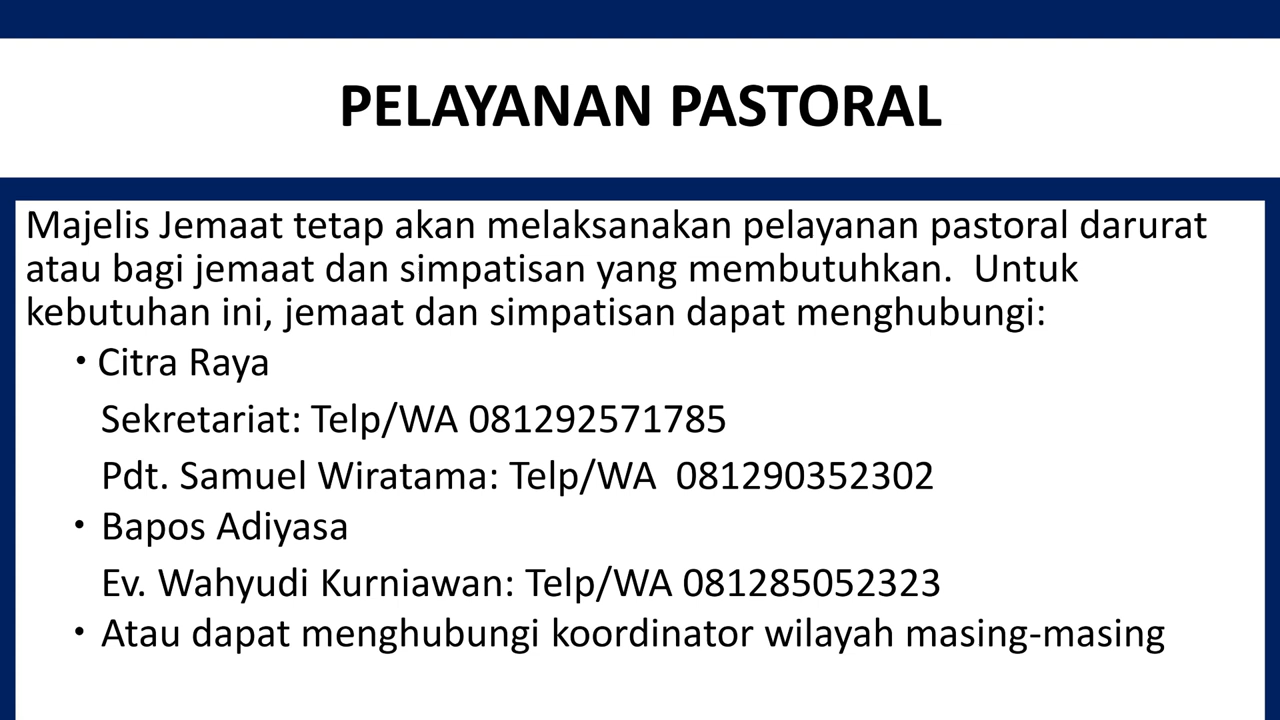 PELAYANAN PASTORAL
Majelis Jemaat tetap akan melaksanakan pelayanan pastoral darurat
atau bagi jemaat dan simpatisan yang membutuhkan.  Untuk
kebutuhan ini, jemaat dan simpatisan dapat menghubungi:
• Citra Raya
Sekretariat: Telp/WA 081292571785
Pdt. Samuel Wiratama: Telp/WA  081290352302
• Bapos Adiyasa
Ev. Wahyudi Kurniawan: Telp/WA 081285052323
• Atau dapat menghubungi koordinator wilayah masing-masing